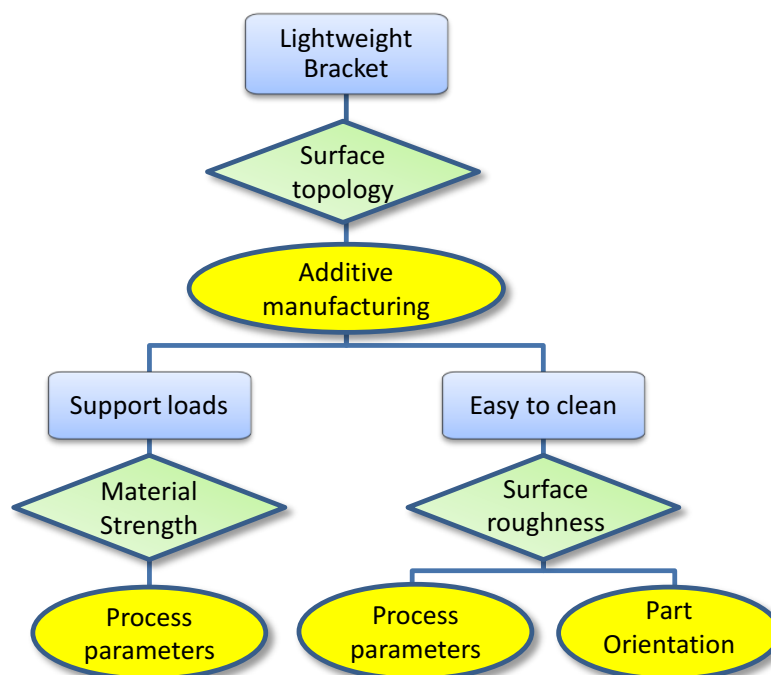 Lightweight
Bracket
Surface
topology
Additive
manufacturing
Support loads
Easy to clean
Material
Strength
Surface
roughness
Process
parameters
Process
parameters
Part
Orientation